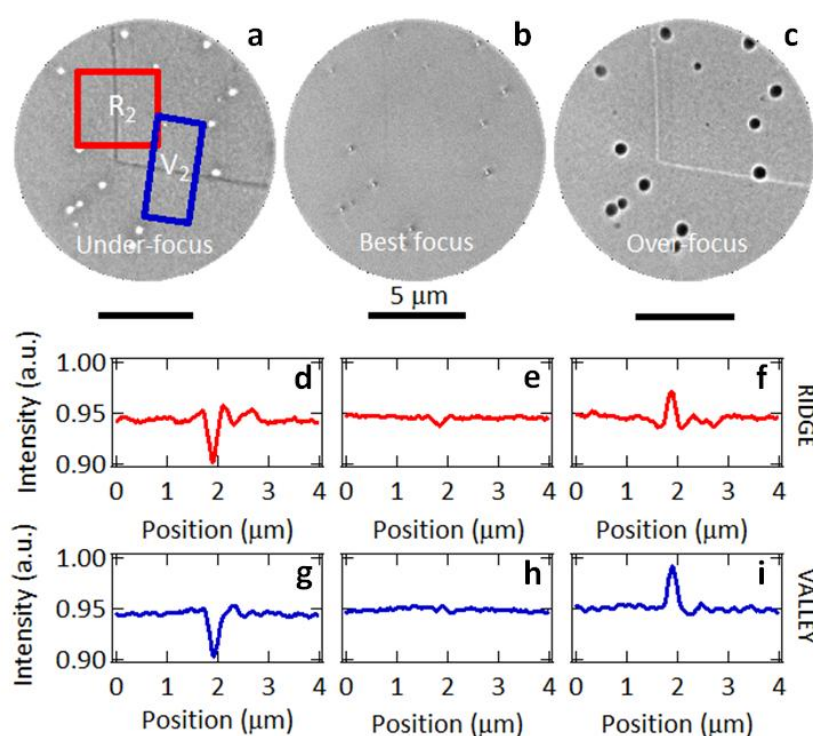 a
b
c
R2
V2
Under-focus
Best focus
Over-focus
5 μm
d
e
f
1.00
0.95
0.90
Intensity (a.u.)
RIDGE
0 1 2 3 4
0 1 2 3 4
0 1 2 3 4
Position (μm)
Position (μm)
Position (μm)
g
h
i
1.00
0.95
0.90
Intensity (a.u.)
VALLEY
0 1 2 3 4
0 1 2 3 4
0 1 2 3 4
Position (μm)
Position (μm)
Position (μm)